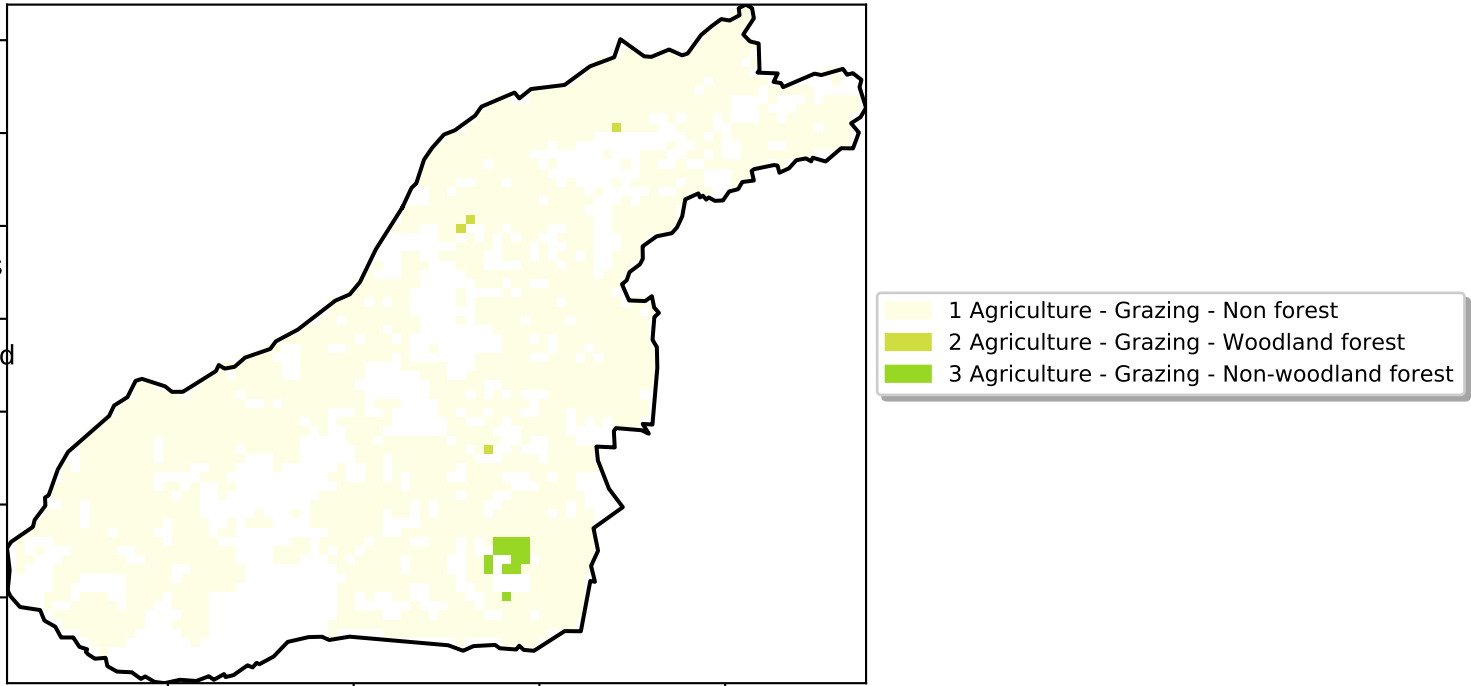 1 Agriculture - Grazing - Non forest
2 Agriculture - Grazing - Woodland forest
3 Agriculture - Grazing - Non-woodland forest
d